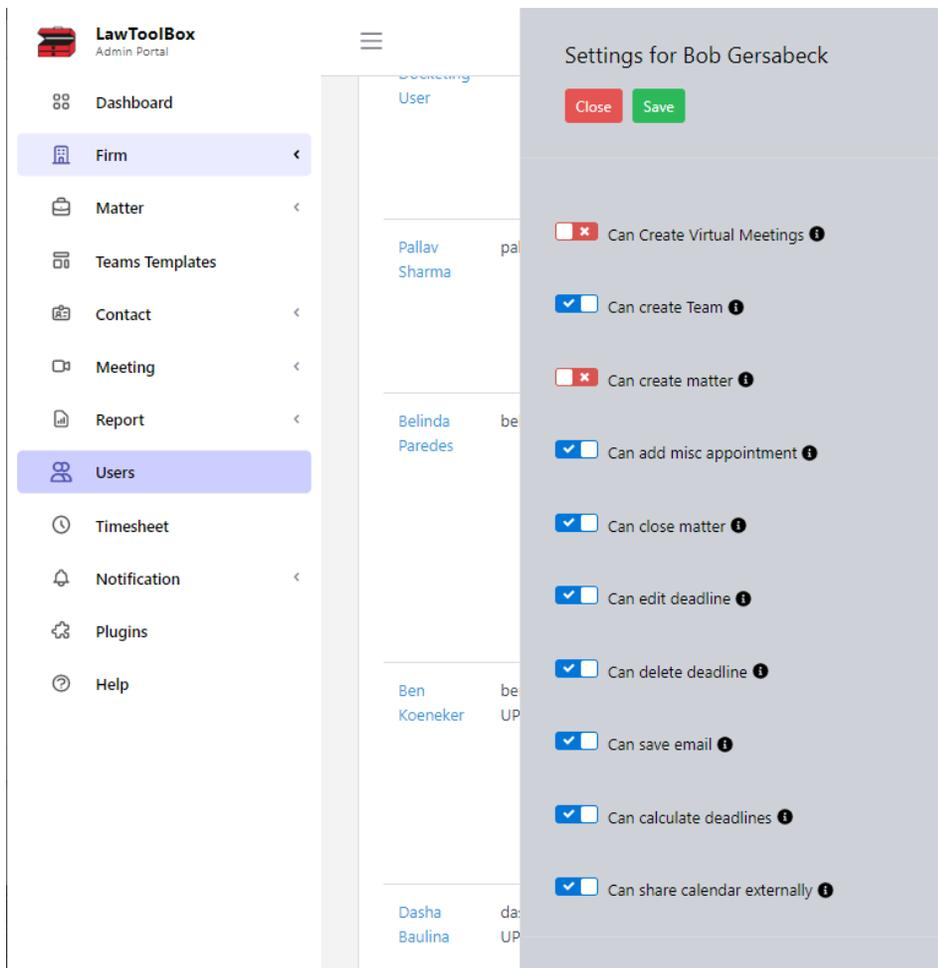 LawToolBox
Admin Portal
Dashboard
Firm
Matter
Teams Templates
Contact
Meeting
Report
Users
Timesheet
Notification
Plugins
Help
User
Pallav
Sharma
Belinda
Paredes
Ben
Koeneker
UP
Dasha
Baulina
UP
Settings for Bob Gersabeck
Close
Save
Can Create Virtual Meetings
Can create Team
Can create matter
Can add misc appointment
Can close matter
Can edit deadline
Can delete deadline
Can save email
Can calculate deadlines
Can share calendar externally